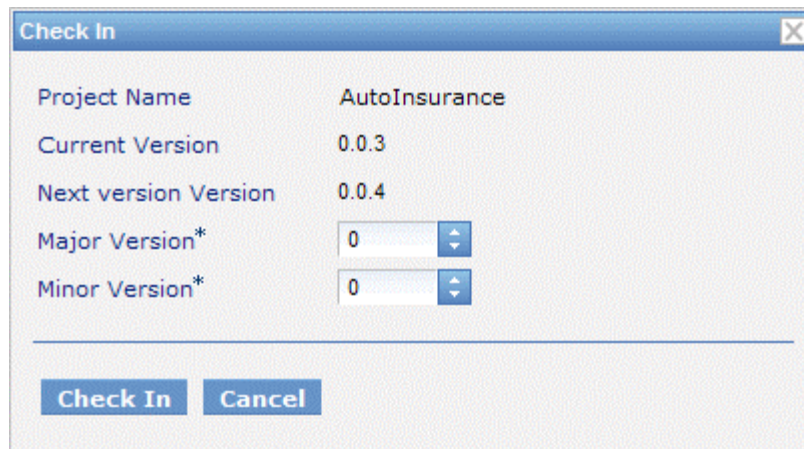 Check In
Project Name AutoInsurance
Current Version 0.0.3
Next version Version 0.0.4
Major Version* 0
Minor Version* 0
Check In Cancel